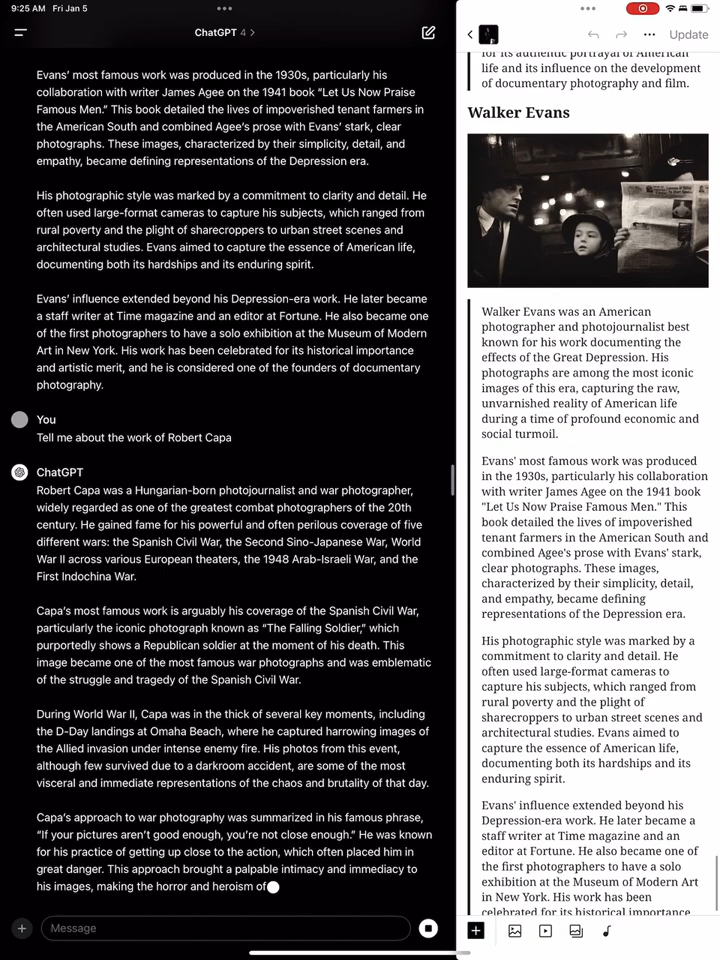 9:25 AM Fri Jan 5
ChatGPT 4 >
Evans' most famous work was produced in the 1930s, particularly his
collaboration with writer James Agee on the 1941 book "Let Us Now Praise
Famous Men." This book detailed the lives of impoverished tenant farmers in
the American South and combined Agee's prose with Evans' stark, clear
photographs. These images, characterized by their simplicity, detail, and
empathy, became defining representations of the Depression era.
His photographic style was marked by a commitment to clarity and detail. He
often used large-format cameras to capture his subjects, which ranged from
rural poverty and the plight of sharecroppers to urban street scenes and
architectural studies. Evans aimed to capture the essence of American life,
documenting both its hardships and its enduring spirit.
Evans' influence extended beyond his Depression-era work. He later became
a staff writer at Time magazine and an editor at Fortune. He also became one
of the first photographers to have a solo exhibition at the Museum of Modern
Art in New York. His work has been celebrated for its historical importance
and artistic merit, and he is considered one of the founders of documentary
photography.
You
Tell me about the work of Robert Capa
ChatGPT
Robert Capa was a Hungarian-born photojournalist and war photographer,
widely regarded as one of the greatest combat photographers of the 20th
century. He gained fame for his powerful and often perilous coverage of five
different wars: the Spanish Civil War, the Second Sino-Japanese War, World
War II across various European theaters, the 1948 Arab-Israeli War, and the
First Indochina War.
Capa's most famous work is arguably his coverage of the Spanish Civil War,
particularly the iconic photograph known as "The Falling Soldier," which
purportedly shows a Republican soldier at the moment of his death. This
image became one of the most famous war photographs and was emblematic
of the struggle and tragedy of the Spanish Civil War.
During World War II, Capa was in the thick of several key moments, including
the D-Day landings at Omaha Beach, where he captured harrowing images of
the Allied invasion under intense enemy fire. His photos from this event,
although few survived due to a darkroom accident, are some of the most
visceral and immediate representations of the chaos and brutality of that day.
Capa's approach to war photography was summarized in his famous phrase,
"If your pictures aren't good enough, you're not close enough." He was known
for his practice of getting up close to the action, which often placed him in
great danger. This approach brought a palpable intimacy and immediacy to
his images, making the horror and heroism of
Message
Update
for its authentic portrayal of American
life and its influence on the development
of documentary photography and film.
Walker Evans
Walker Evans was an American
photographer and photojournalist best
known for his work documenting the
effects of the Great Depression. His
photographs are among the most iconic
images of this era, capturing the raw,
unvarnished reality of American life
during a time of profound economic and
social turmoil.
Evans' most famous work was produced
in the 1930s, particularly his collaboration
with writer James Agee on the 1941 book
"Let Us Now Praise Famous Men." This
book detailed the lives of impoverished
tenant farmers in the American South and
combined Agee's prose with Evans' stark,
clear photographs. These images,
characterized by their simplicity, detail,
and empathy, became defining
representations of the Depression era.
His photographic style was marked by a
commitment to clarity and detail. He
often used large-format cameras to
capture his subjects, which ranged from
rural poverty and the plight of
sharecroppers to urban street scenes and
architectural studies. Evans aimed to
capture the essence of American life,
documenting both its hardships and its
enduring spirit.
Evans' influence extended beyond his
Depression-era work. He later became a
staff writer at Time magazine and an
editor at Fortune. He also became one of
the first photographers to have a solo
exhibition at the Museum of Modern Art
in New York. His work has been
celebrated for its historical importance